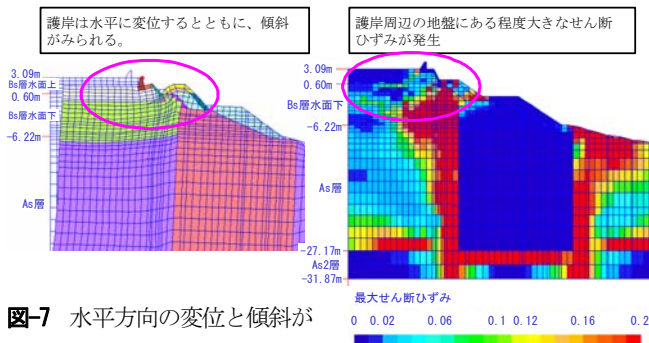 護岸は水平に変位するとともに、傾斜
がみられる。
護岸周辺の地盤にある程度大きなせん断
ひずみが発生
3.09m
Bs層水面上
0.60m
Bs層水面下
-6.22m
As層
3.09m
0.60m
Bs層水面下
-6.22m
As層
-27.17m
As2層
-31.87m
最大せん断ひずみ
0 0.02 0.06 0.1 0.12 0.16 0.2
図-7 水平方向の変位と傾斜が